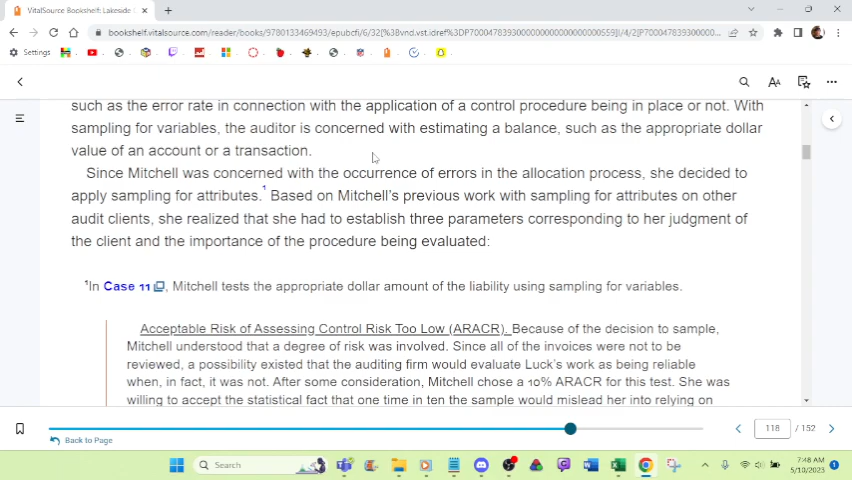 VitalSource Bookshelf: Lakeside
bookshelf.vitalsource.com/reader/books/9780133469493/epubcfi/6/32[%3Bvnd.vst.idref%3DP7000478393000000000000000000559]!/4/2[P7000478393000000000000000000...
Settings
such as the error rate in connection with the application of a control procedure being in place or not. With
sampling for variables, the auditor is concerned with estimating a balance, such as the appropriate dollar
value of an account or a transaction.
Since Mitchell was concerned with the occurrence of errors in the allocation process, she decided to
apply sampling for attributes.1 Based on Mitchell's previous work with sampling for attributes on other
audit clients, she realized that she had to establish three parameters corresponding to her judgment of
the client and the importance of the procedure being evaluated:
1In Case 11, Mitchell tests the appropriate dollar amount of the liability using sampling for variables.
Acceptable Risk of Assessing Control Risk Too Low (ARACR). Because of the decision to sample,
Mitchell understood that a degree of risk was involved. Since all of the invoices were not to be
reviewed, a possibility existed that the auditing firm would evaluate Luck's work as being reliable
when, in fact, it was not. After some consideration, Mitchell chose a 10% ARACR for this test. She was
willing to accept the statistical fact that one time in ten the sample would mislead her into relying on
118 / 152
Back to Page
Search
7:48 AM
5/10/2023